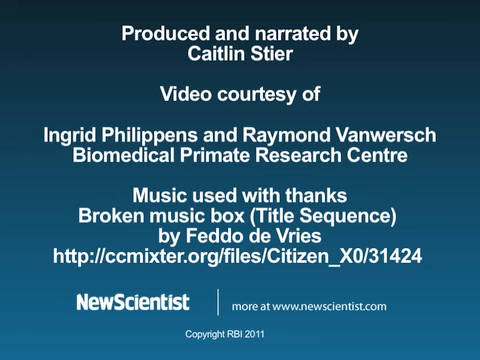 Produced and narrated by
Caitlin Stier
Video courtesy of
Ingrid Philippens and Raymond Vanwersch
Biomedical Primate Research Centre
Music used with thanks
Broken music box (Title Sequence)
by Feddo de Vries
http://ccmixter.org/files/Citizen_X0/31424
NewScientist | more at www.newscientist.com
Copyright RBI 2011